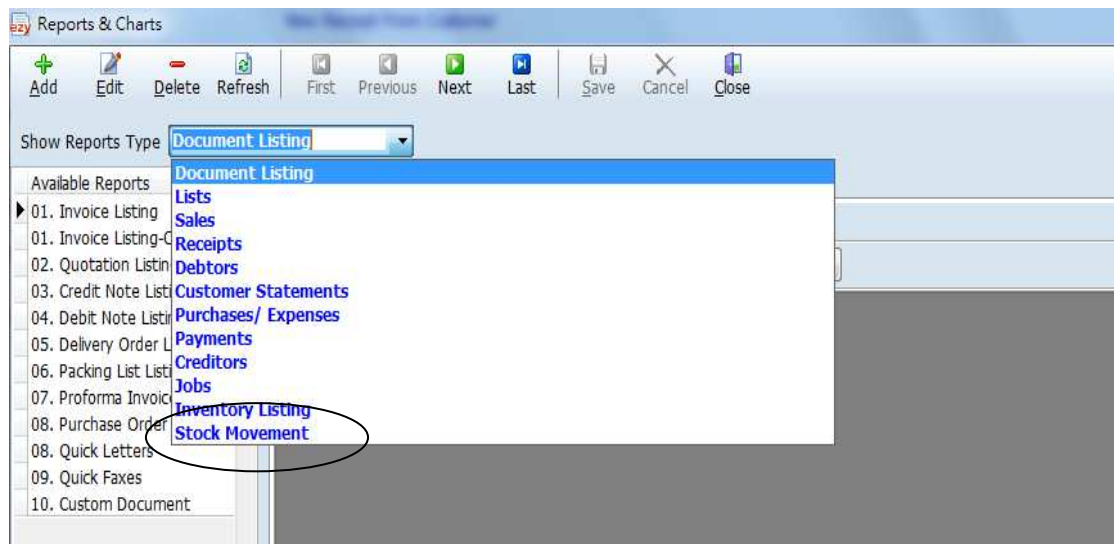 ezy Reports & Charts
Add Edit Delete Refresh First Previous Next Last Save Cancel Close
Show Reports Type Document Listing
Document Listing
Lists
Sales
Receipts
Debtors
Customer Statements
Purchases/ Expenses
Payments
Creditors
Jobs
Inventory Listing
Stock Movement
Available Reports
01. Invoice Listing
01. Invoice Listing-C
02. Quotation Listin
03. Credit Note Listi
04. Debit Note Listin
05. Delivery Order L
06. Packing List Listi
07. Proforma Invoic
08. Purchase Order
08. Quick Letters
09. Quick Faxes
10. Custom Document